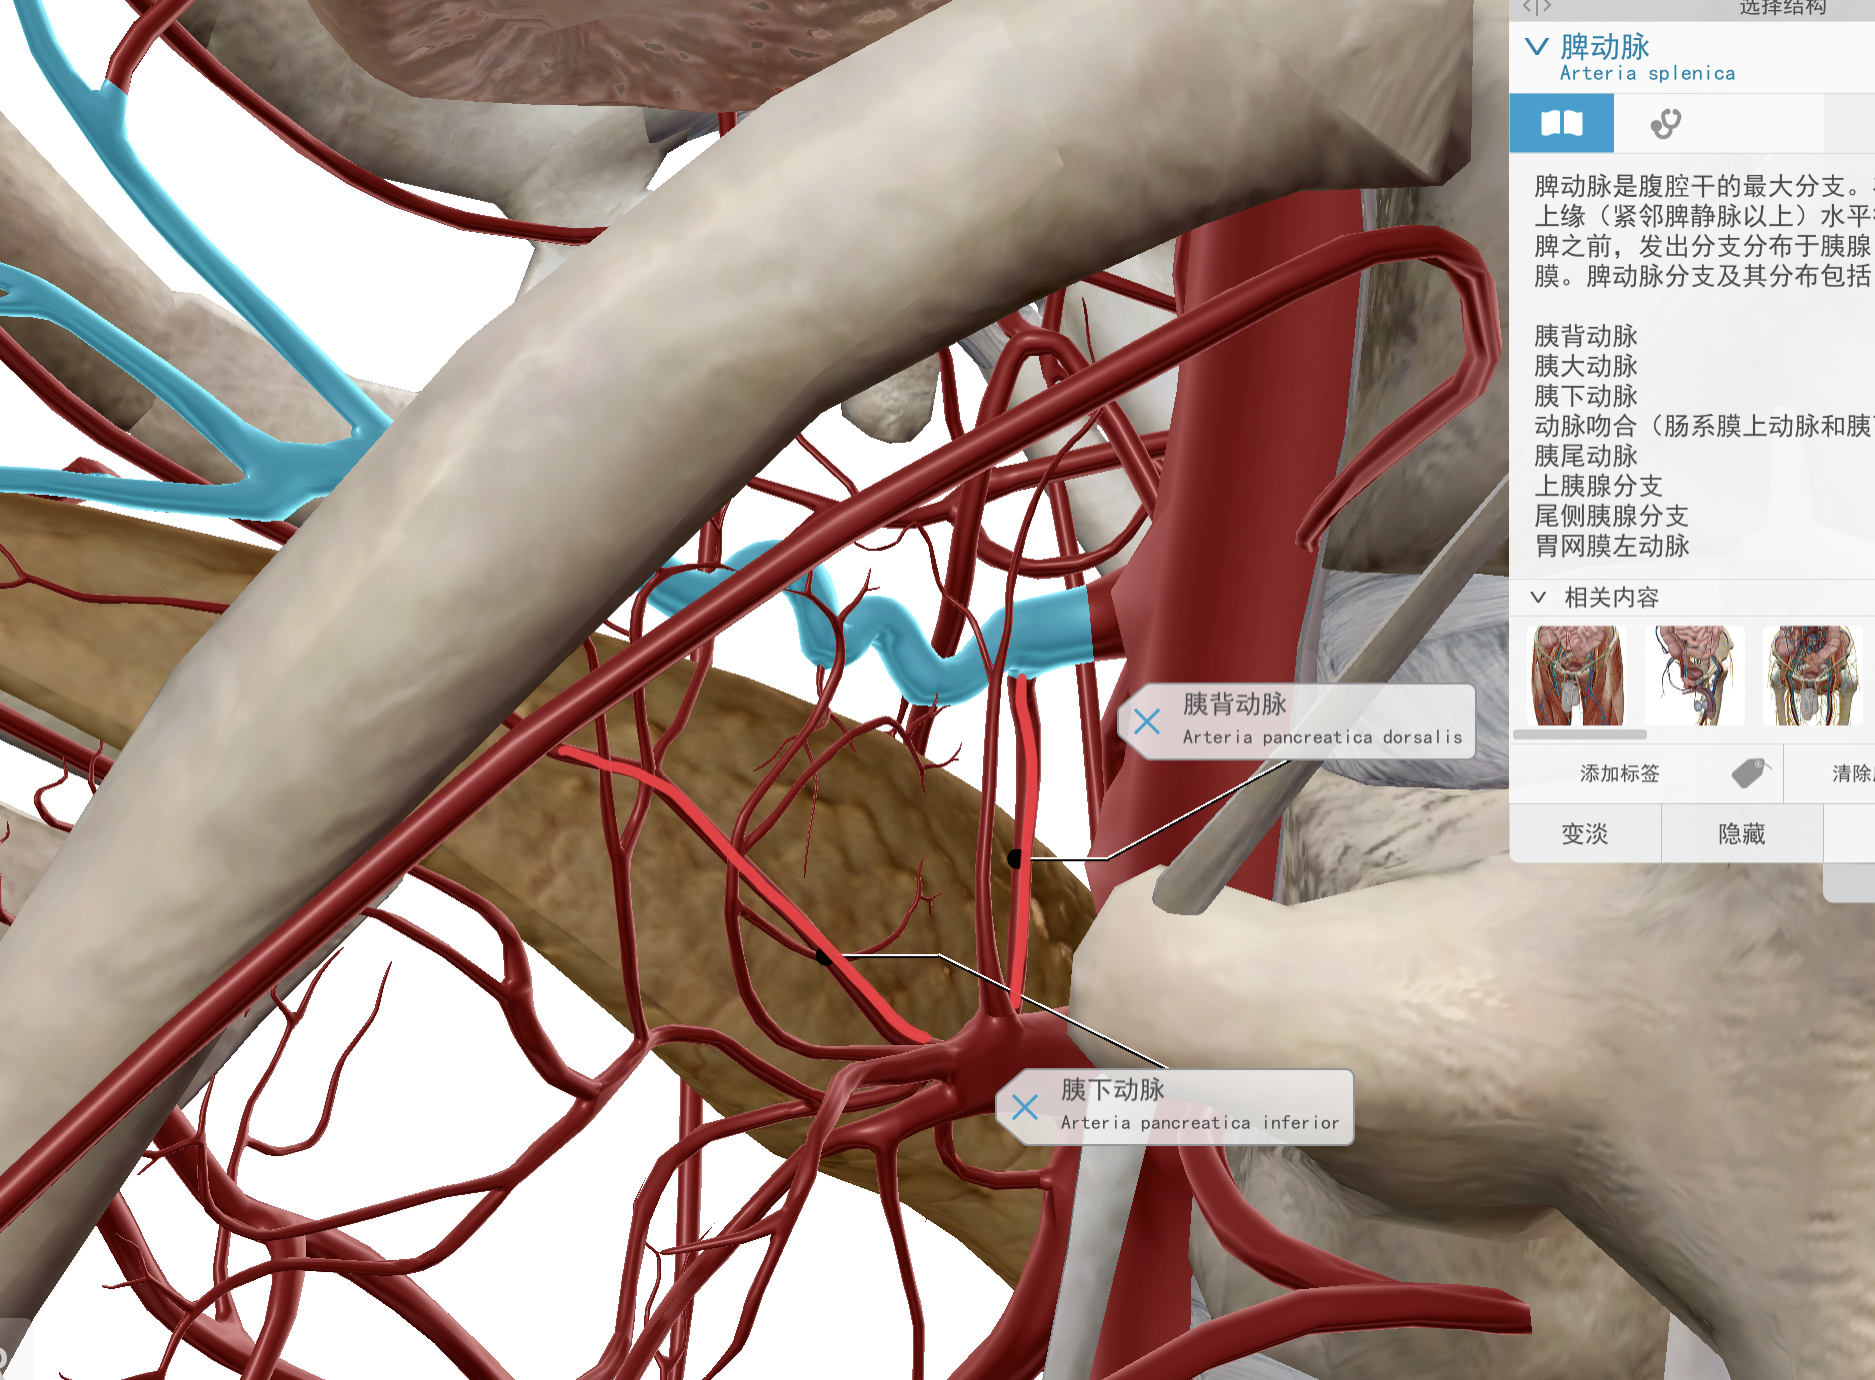 选择结构
脾动脉
Arteria splenica
脾动脉是腹腔干的最大分支。
上缘（紧邻脾静脉以上）水平
脾之前，发出分支分布于胰腺
膜。脾动脉分支及其分布包括
胰背动脉
胰大动脉
胰下动脉
动脉吻合（肠系膜上动脉和胰
胰尾动脉
上胰腺分支
尾侧胰腺分支
胃网膜左动脉
相关内容
添加标签
清除
变淡
隐藏
胰背动脉
Arteria pancreatica dorsalis
胰下动脉
Arteria pancreatica inferior